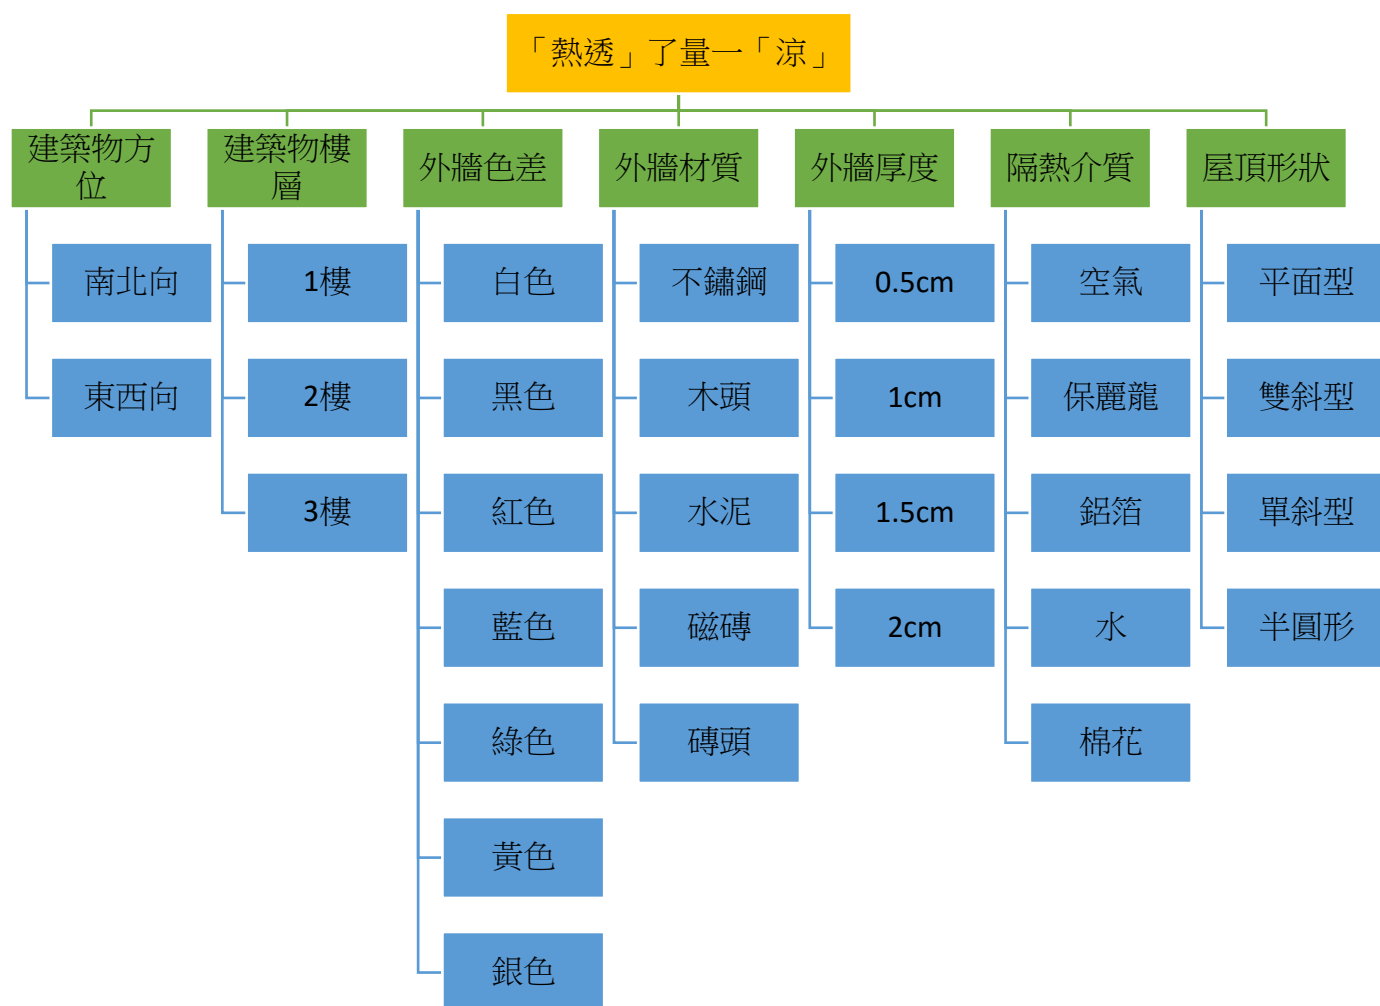 「熱透」了量一「涼」
建築物方
位
南北向
東西向
建築物樓
層
1樓
2樓
3樓
外牆色差
白色
黑色
紅色
藍色
綠色
黃色
銀色
外牆材質
不鏽鋼
木頭
水泥
磁磚
磚頭
外牆厚度
0.5cm
1cm
1.5cm
2cm
隔熱介質
空氣
保麗龍
鋁箔
水
棉花
屋頂形狀
平面型
雙斜型
單斜型
半圓形